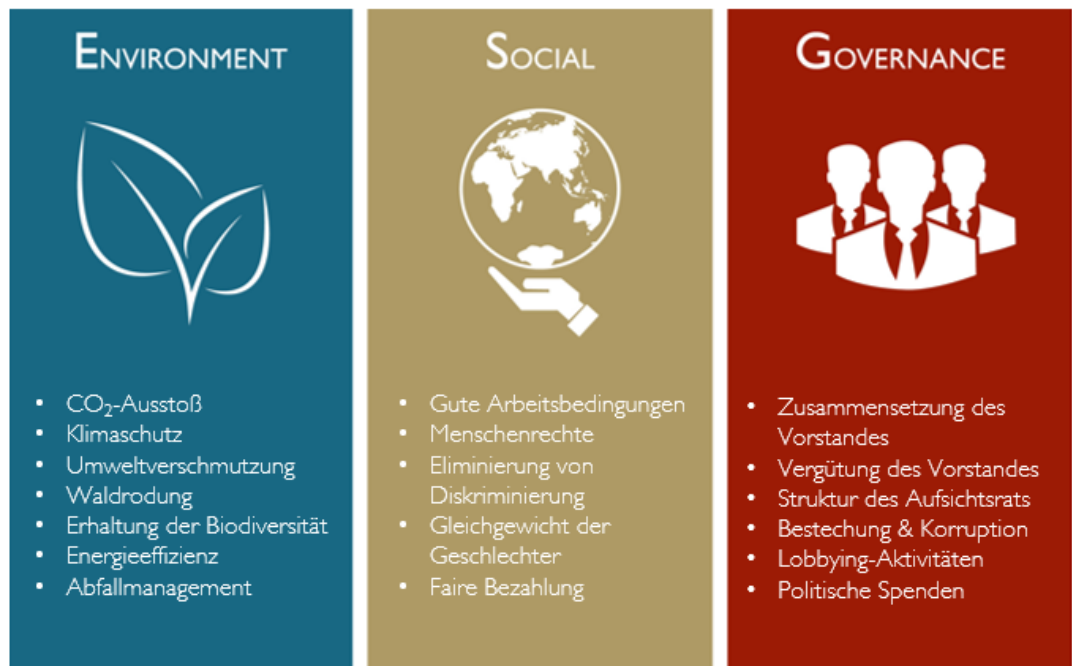 ENVIRONMENT
• CO₂-Ausstoß
• Klimaschutz
• Umweltverschmutzung
• Waldrodung
• Erhaltung der Biodiversität
• Energieeffizienz
• Abfallmanagement
SOCIAL
• Gute Arbeitsbedingungen
• Menschenrechte
• Eliminierung von
Diskriminierung
• Gleichgewicht der
Geschlechter
• Faire Bezahlung
GOVERNANCE
• Zusammensetzung des
Vorstandes
• Vergütung des Vorstandes
• Struktur des Aufsichtsrats
• Bestechung & Korruption
• Lobbying-Aktivitäten
• Politische Spenden